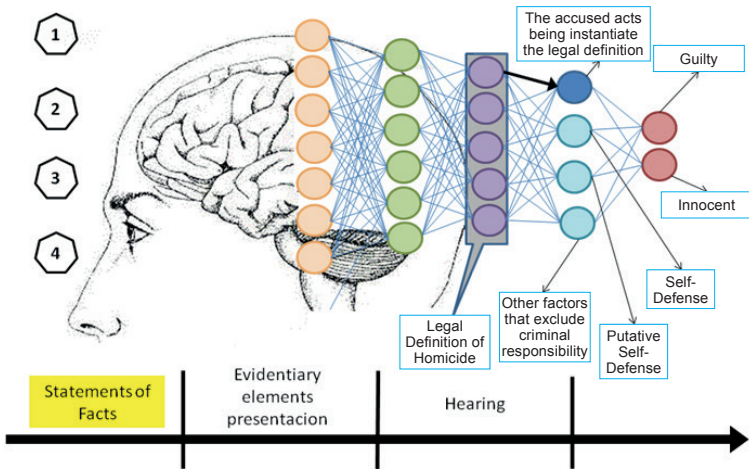 1
2
3
4
The accused acts
being instantiate
the legal definition
Guilty
Innocent
Self-
Defense
Putative
Self-
Defense
Other factors
that exclude
criminal
responsibility
Legal
Definition of
Homicide
Statements of
Facts
Evidentiary
elements
presentacion
Hearing